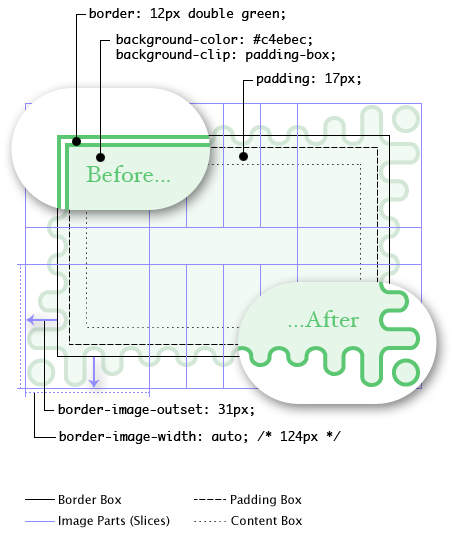 border: 12px double green;
background-color: #c4ebec;
background-clip: padding-box;
padding: 17px;
Before...
...After
border-image-outset: 31px;
border-image-width: auto; /* 124px */
Border Box
Padding Box
Image Parts (Slices)
Content Box